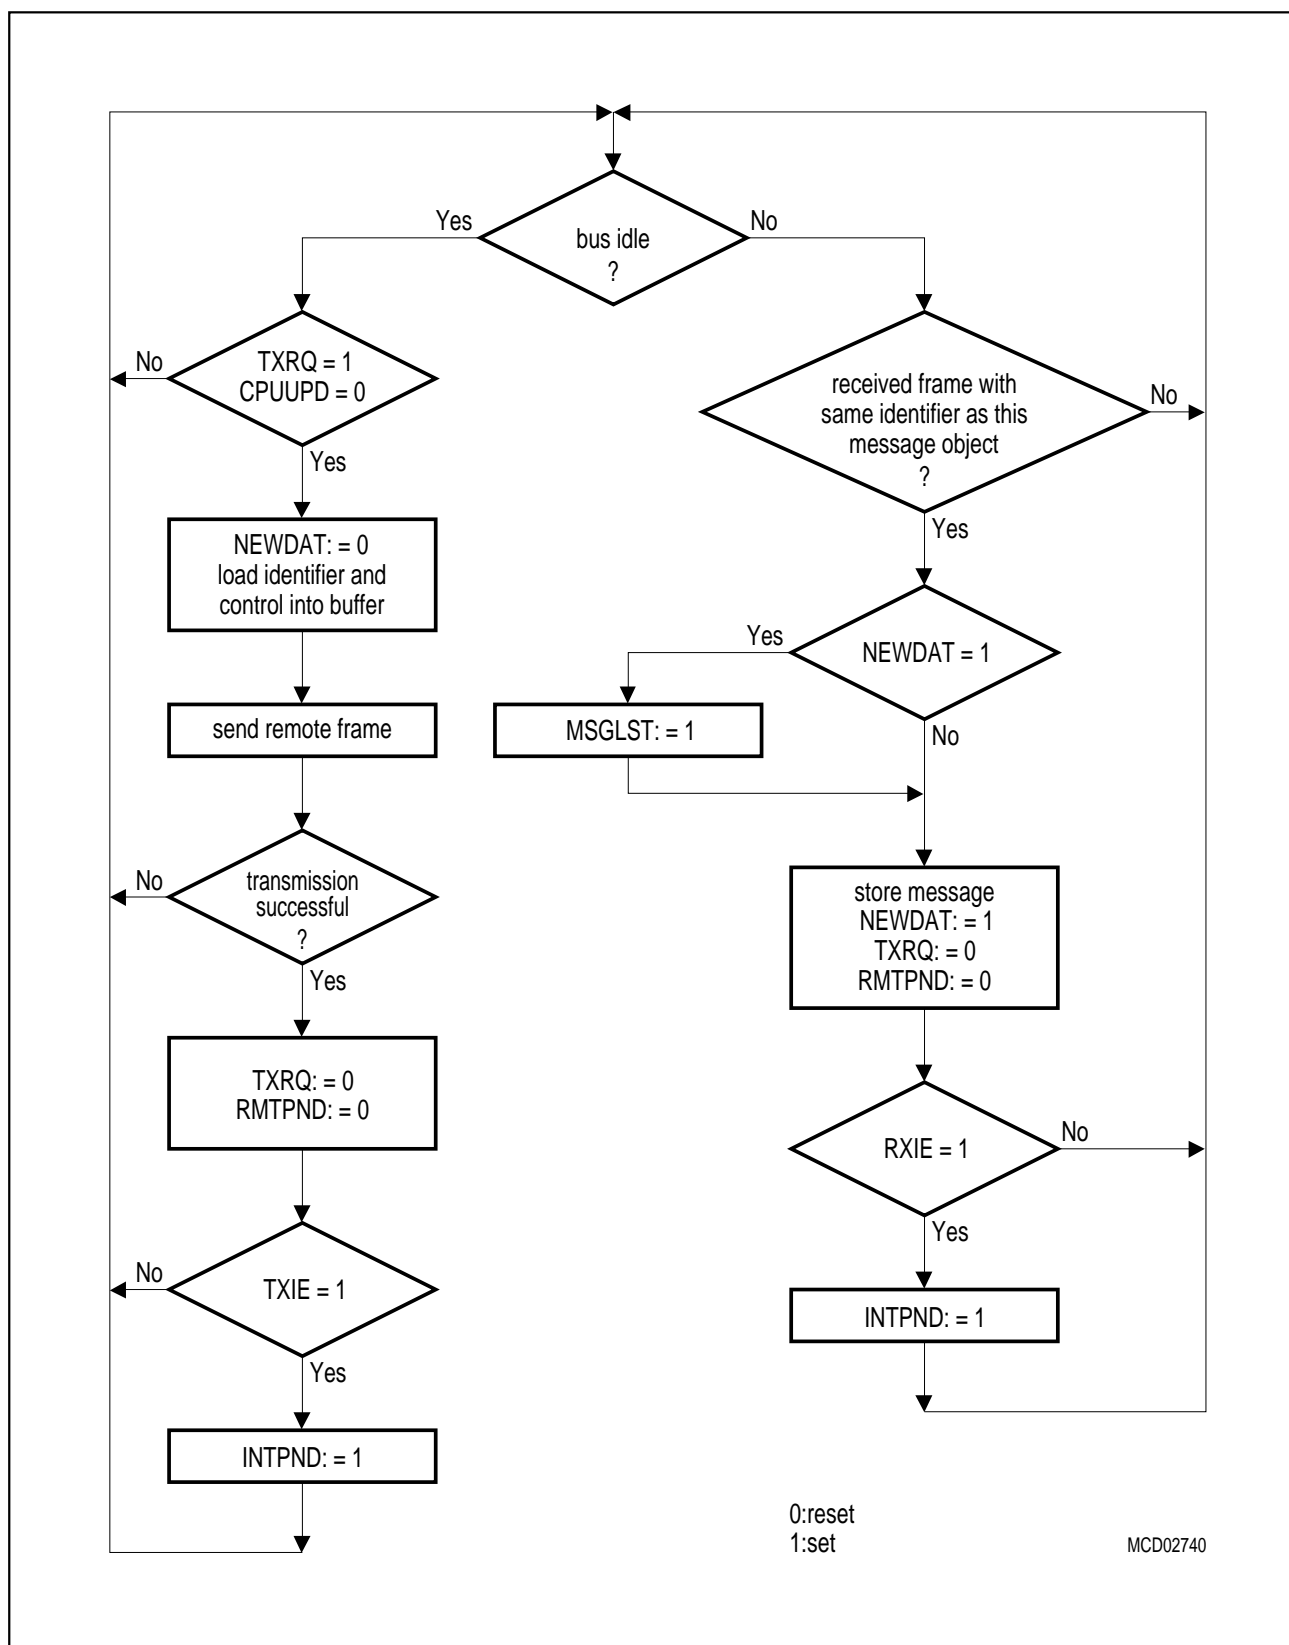 bus idle
?
Yes
No
TXRQ = 1
CPUUPD = 0
No
Yes
NEWDAT: = 0
load identifier and
control into buffer
send remote frame
transmission
successful
?
No
Yes
TXRQ: = 0
RMTPND: = 0
TXIE = 1
No
Yes
INTPND: = 1
received frame with
same identifier as this
message object
?
No
Yes
NEWDAT = 1
Yes
No
MSGLST: = 1
store message
NEWDAT: = 1
TXRQ: = 0
RMTPND: = 0
RXIE = 1
No
Yes
INTPND: = 1
0:reset
1:set
MCD02740